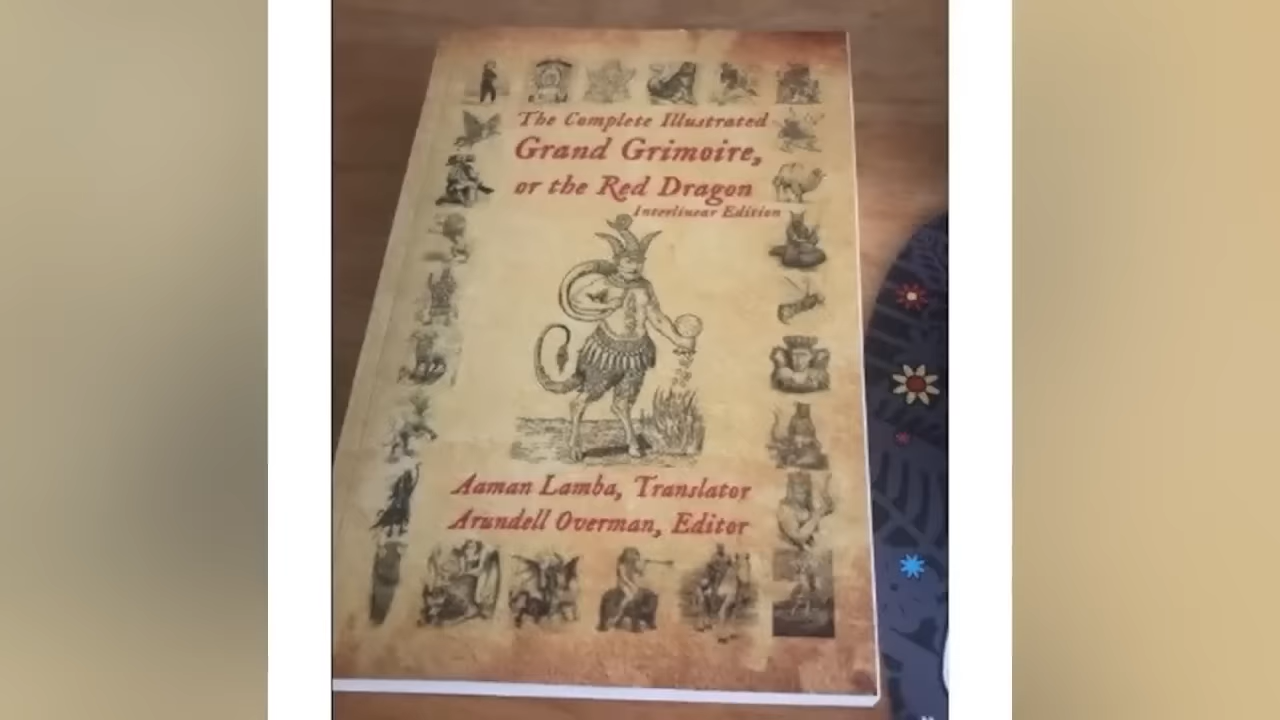 The Complete Illustrated
Grand Grimoire,
or the Red Dragon
Interlinear Edition
Aaman Lamba, Translator
Arundell Overman, Editor